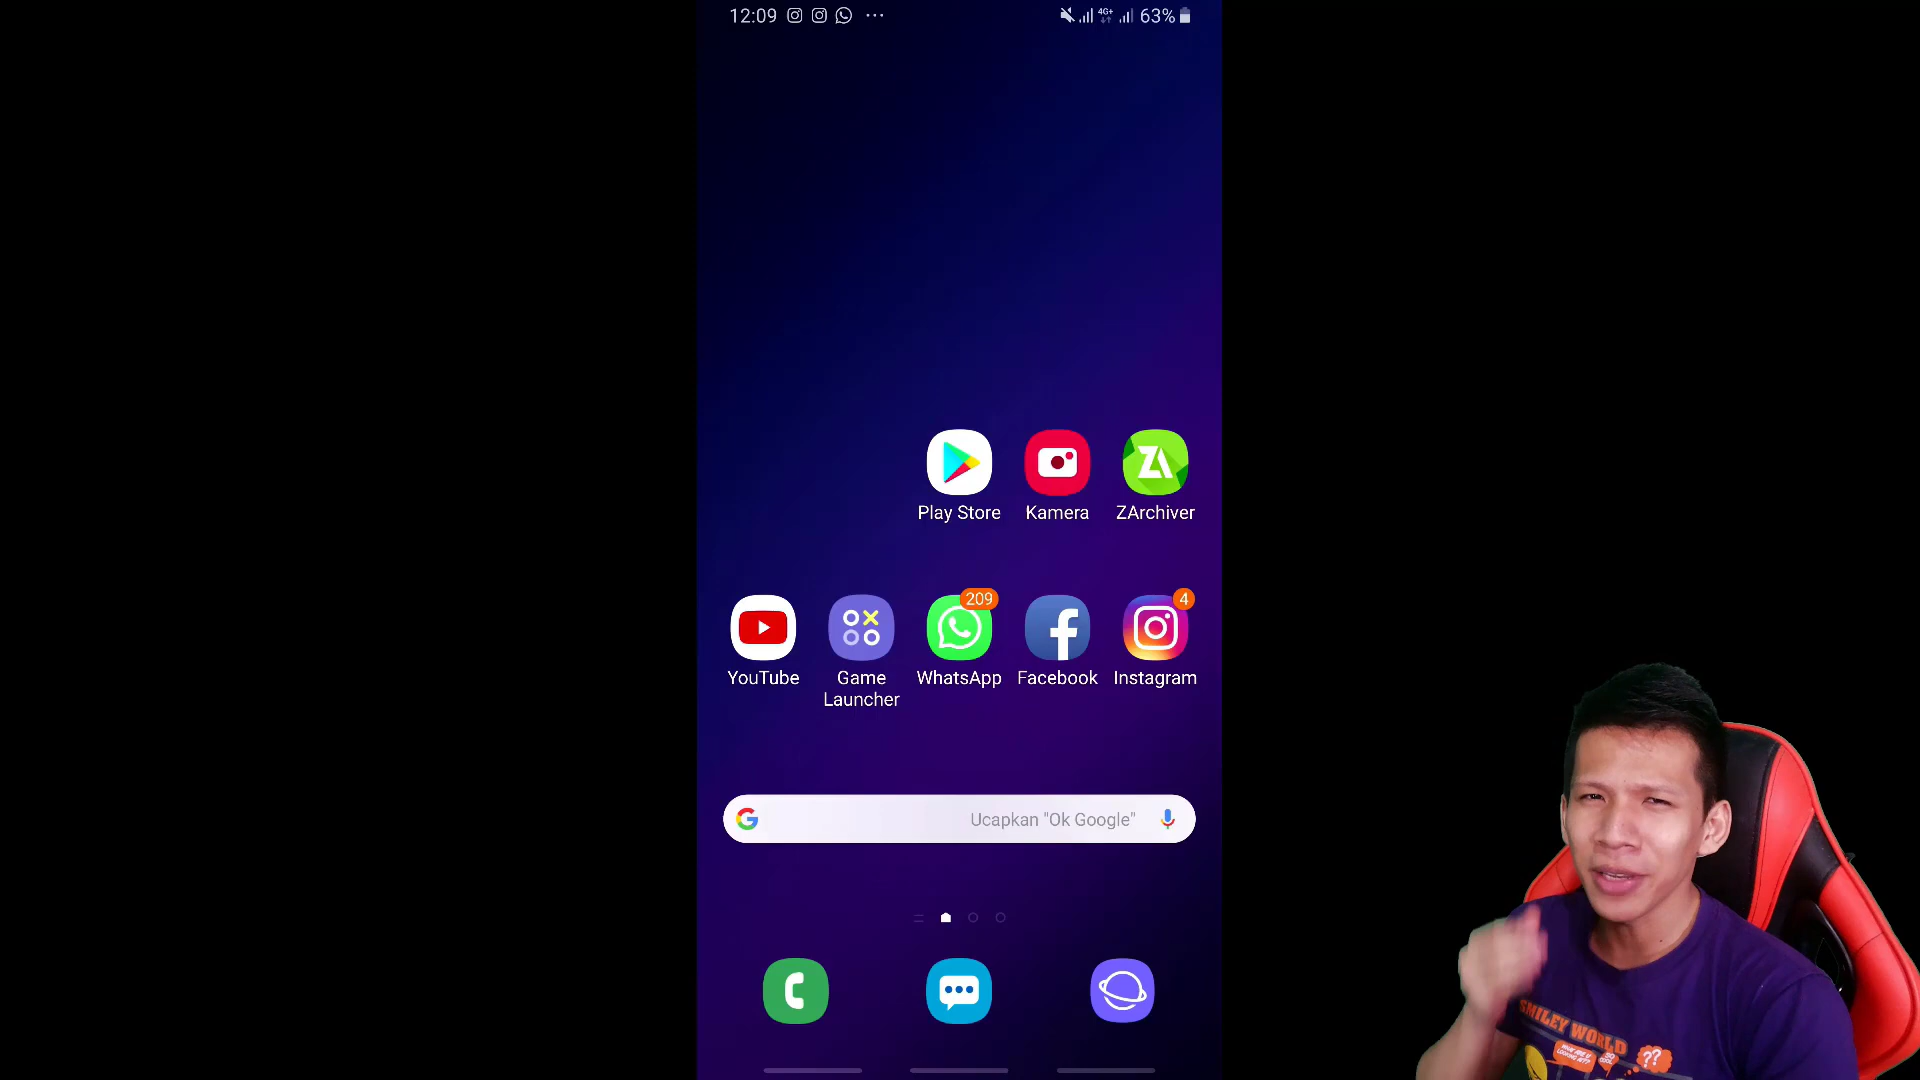 12:09
4G+
63%
Play Store
Kamera
ZArchiver
209
4
YouTube
Game
Launcher
WhatsApp
Facebook
Instagram
Ucapkan "Ok Google"
SMILEY WORLD
??